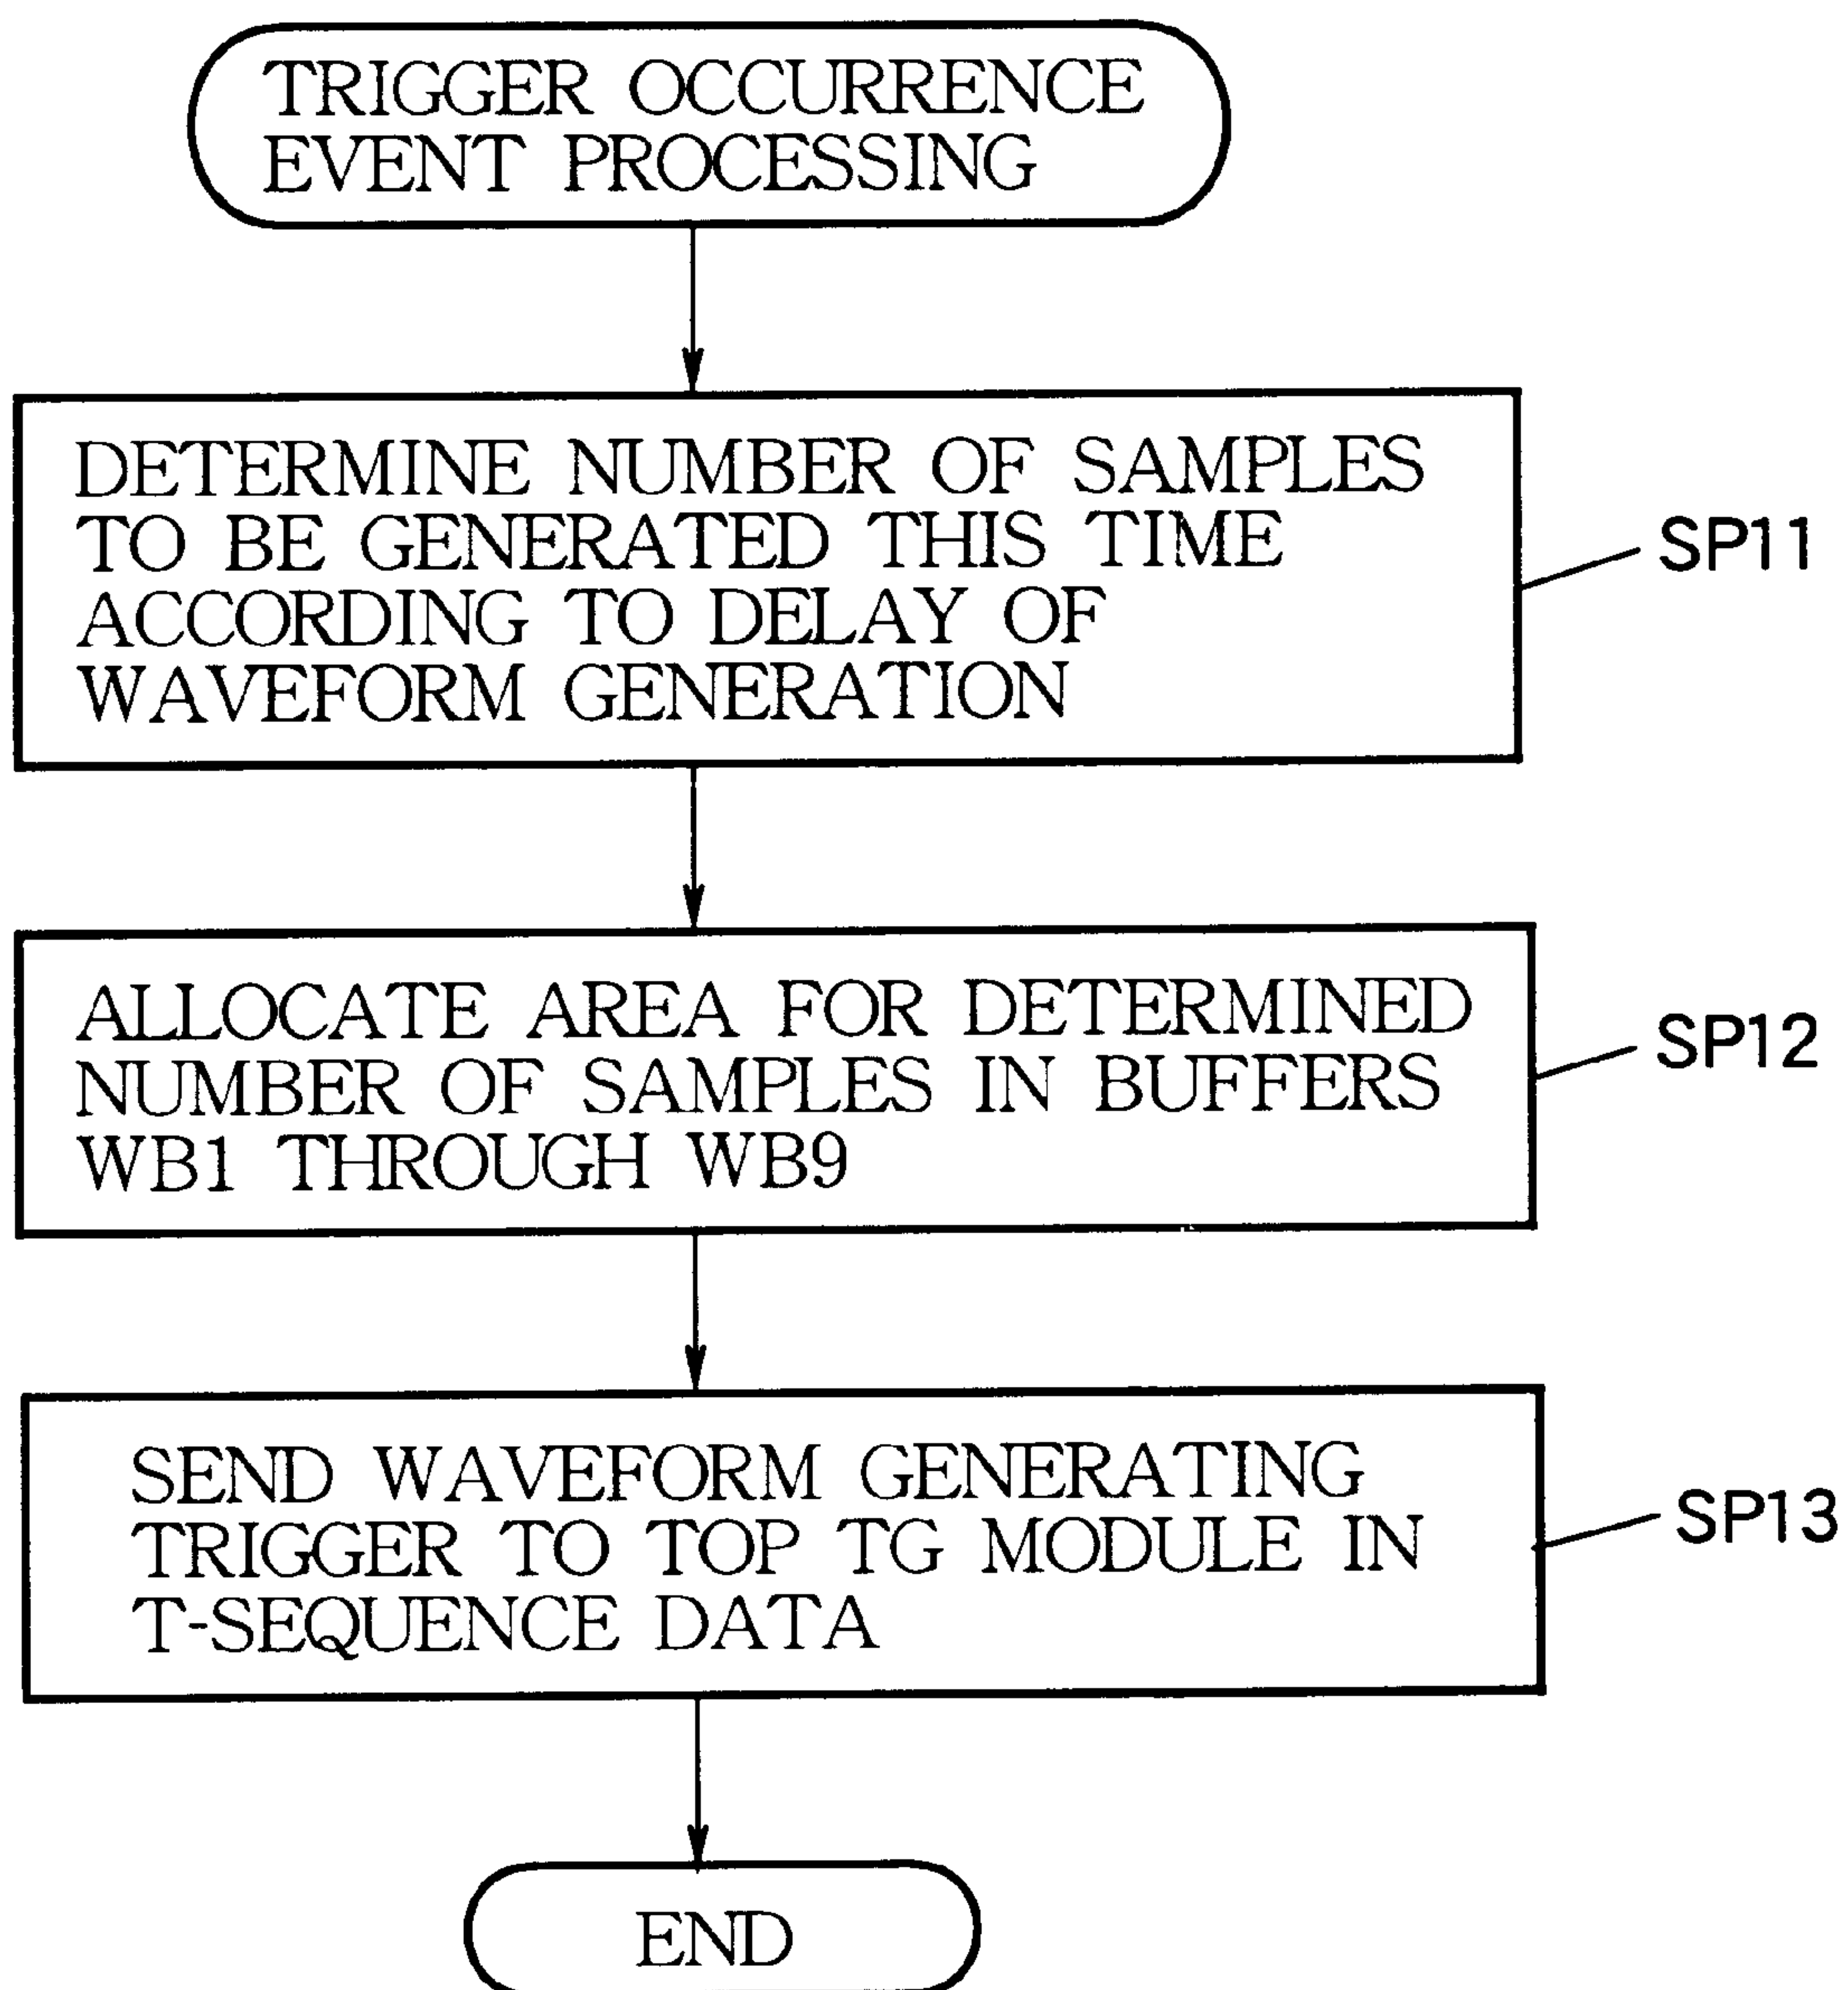 TRIGGER OCCURRENCE
EVENT PROCESSING
DETERMINE NUMBER OF SAMPLES
TO BE GENERATED THIS TIME
ACCORDING TO DELAY OF
WAVEFORM GENERATION
SP11
ALLOCATE AREA FOR DETERMINED
NUMBER OF SAMPLES IN BUFFERS
WB1 THROUGH WB9
SP12
SEND WAVEFORM GENERATING
TRIGGER TO TOP TG MODULE IN
T-SEQUENCE DATA
SP13
END